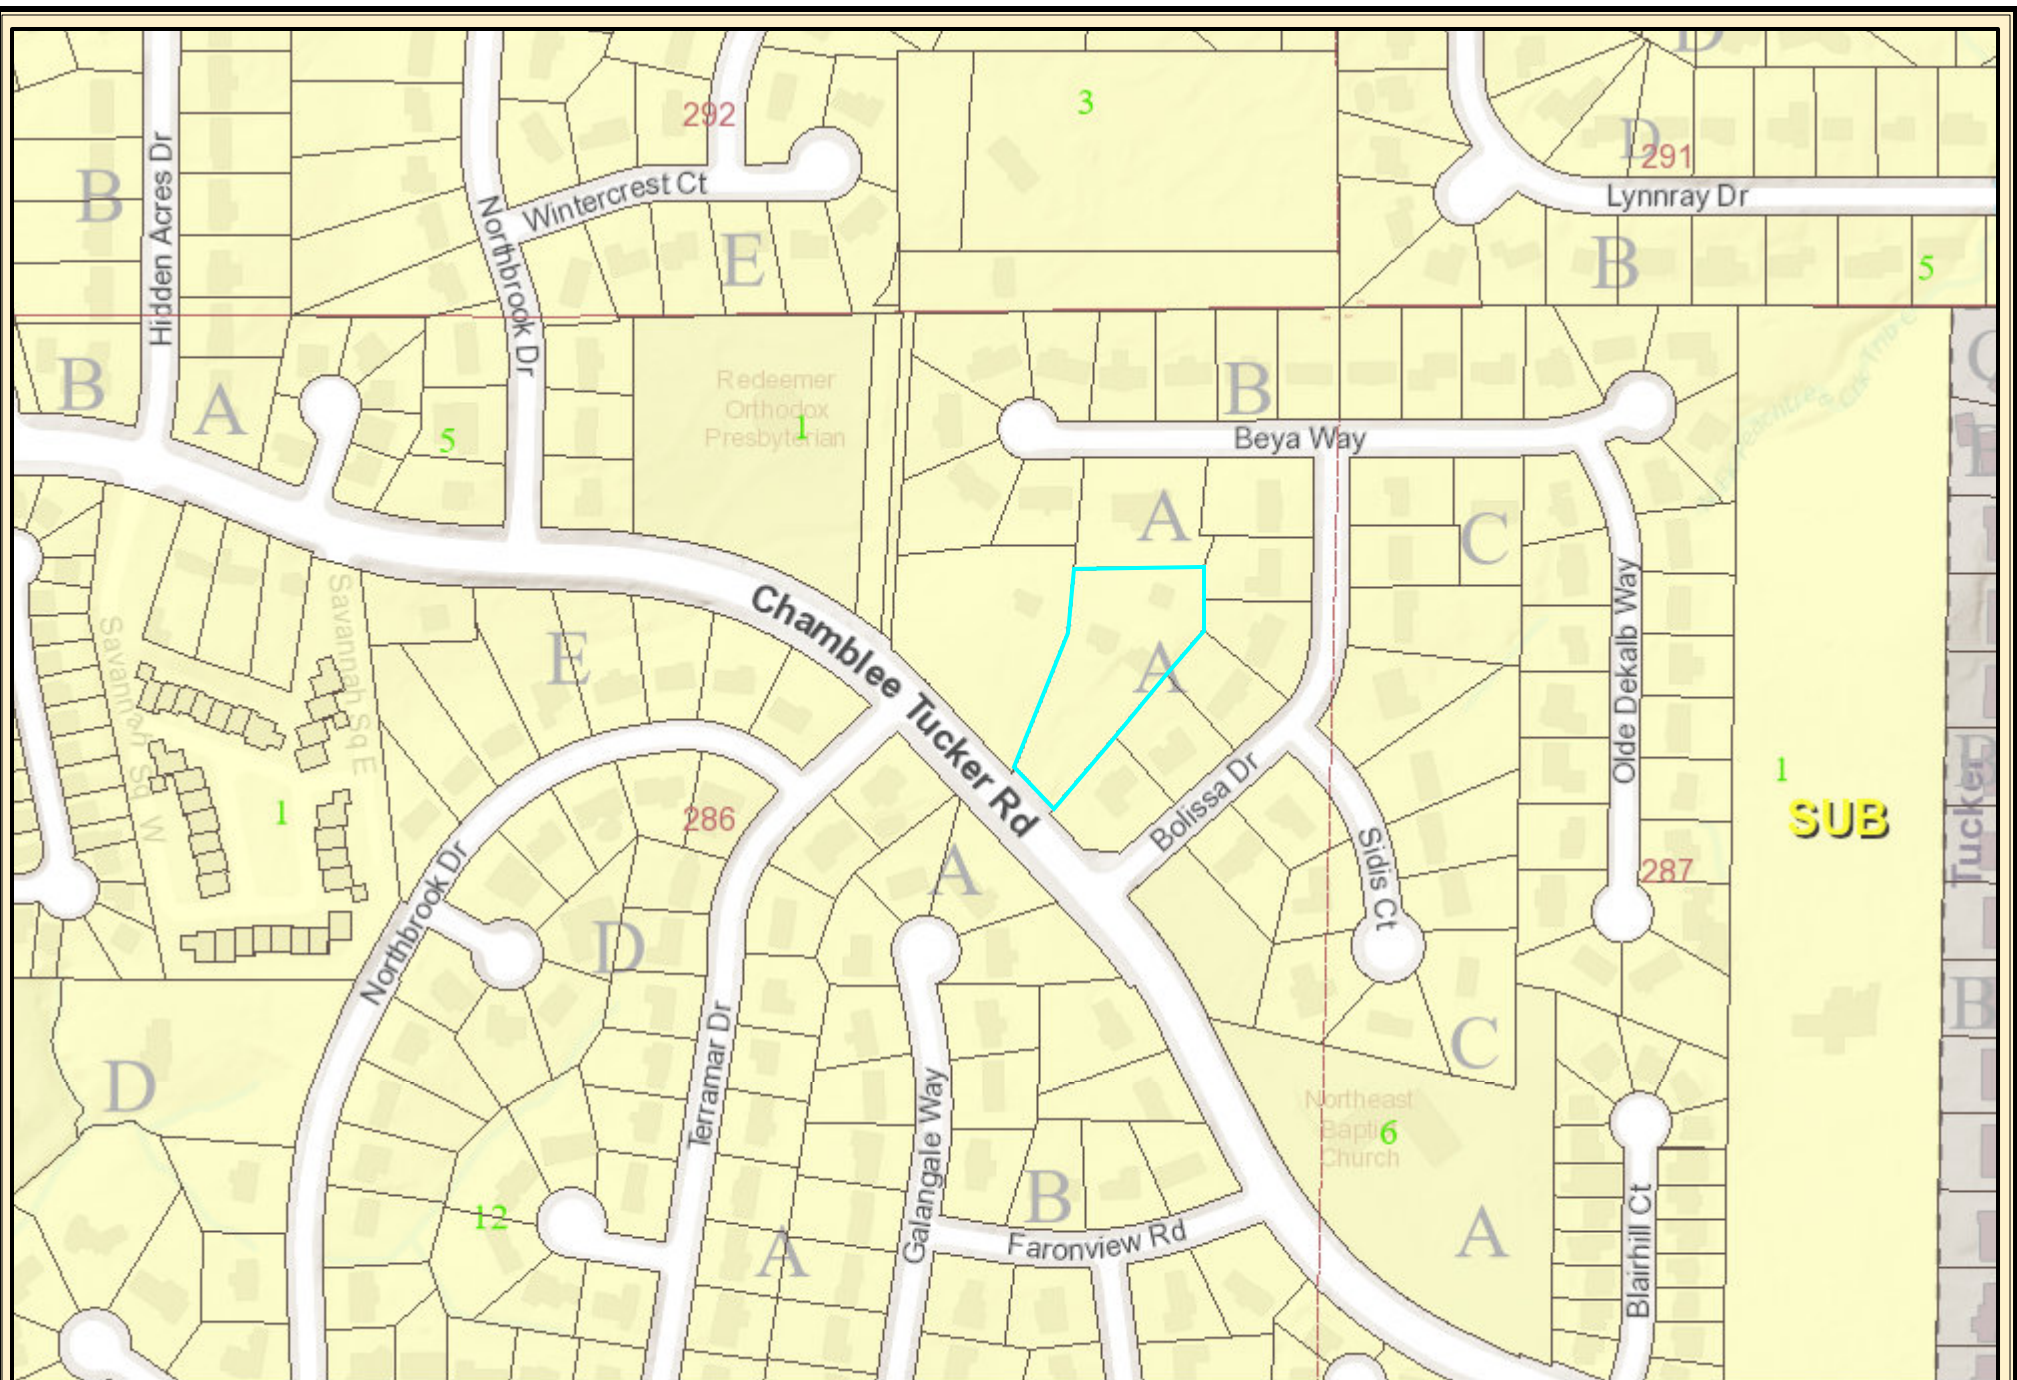 D
292
3
D
291
B
Hidden Acres Dr
Wintercrest Ct
Lynnray Dr
Northbrook Dr
E
B
5
B
A
Redeemer
Orthodox
Presbyterian
1
5
B
Beya Way
A
C
Chamblee Tucker Rd
Savannah Sq E
Savannah Sq W
E
A
Olde Dekalb Way
1
286
1
SUB
Tucker
Bolissa Dr
Sidis Ct
287
Northbrook Dr
A
D
B
Terramar Dr
C
D
Galangale Way
Northeast
Baptist
Church
6
12
B
A
A
Faronview Rd
Blairhill Ct